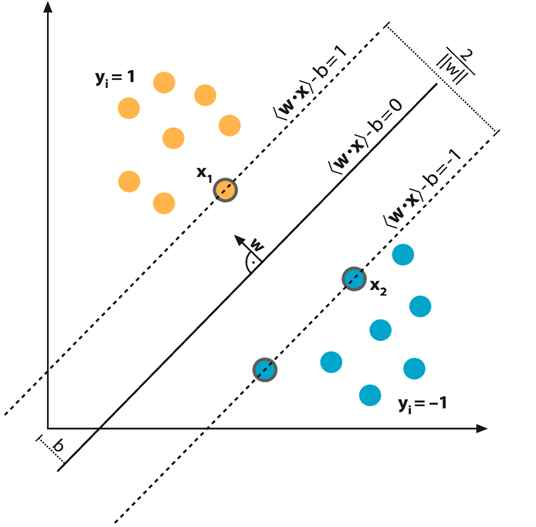 yᵢ = 1
⟨w•x⟩-b=1
2
||w||
⟨w•x⟩-b=0
x₁
⟨w•x⟩-b=-1
w
x₂
yᵢ = –1
b